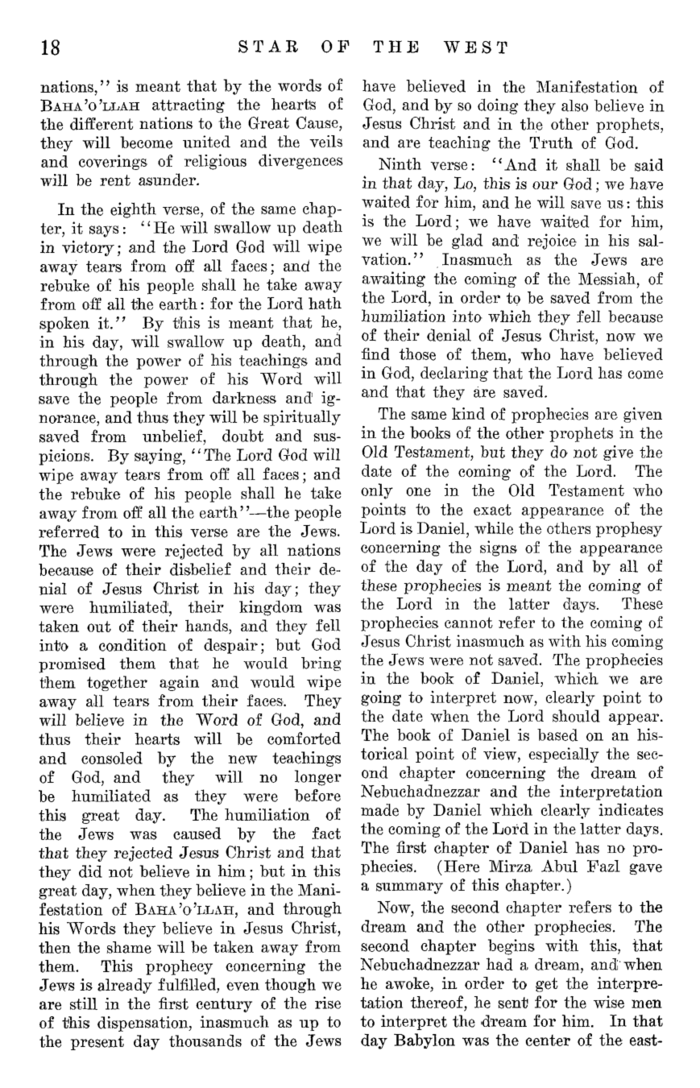 18 STAR OF THE WEST
nations,” is meant that by the words of
BAHA’O’LLAH attracting the hearts of
the different nations to the Great Cause,
they will become united and the veils
and coverings of religious divergences
will be rent asunder.
In the eighth verse, of the same chap-
ter, it says: “He will swallow up death
in victory; and the Lord God will wipe
away tears from off all faces; and the
rebuke of his people shall he take away
from off all the earth: for the Lord hath
spoken it.” By this is meant that he,
in his day, will swallow up death, and
through the power of his teachings and
through the power of his Word will
save the people from darkness and ig-
norance, and thus they will be spiritually
saved from unbelief, doubt and sus-
picions. By saying, “The Lord God will
wipe away tears from off all faces; and
the rebuke of his people shall he take
away from off all the earth”—the people
referred to in this verse are the Jews.
The Jews were rejected by all nations
because of their disbelief and their de-
nial of Jesus Christ in his day; they
were humiliated, their kingdom was
taken out of their hands, and they fell
into a condition of despair; but God
promised them that he would bring
them together again and would wipe
away all tears from their faces. They
will believe in the Word of God, and
thus their hearts will be comforted
and consoled by the new teachings
of God, and they will no longer
be humiliated as they were before
this great day. The humiliation of
the Jews was caused by the fact
that they rejected Jesus Christ and that
they did not believe in him; but in this
great day, when they believe in the Mani-
festation of BAHA’O’LLAH, and through
his Words they believe in Jesus Christ,
then the shame will be taken away from
them. This prophecy concerning the
Jews is already fulfilled, even though we
are still in the first century of the rise
of this dispensation, inasmuch as up to
the present day thousands of the Jews
have believed in the Manifestation of
God, and by so doing they also believe in
Jesus Christ and in the other prophets,
and are teaching the Truth of God.
Ninth verse: “And it shall be said
in that day, Lo, this is our God; we have
waited for him, and he will save us: this
is the Lord; we have waited for him,
we will be glad and rejoice in his sal-
vation.” Inasmuch as the Jews are
awaiting the coming of the Messiah, of
the Lord, in order to be saved from the
humiliation into which they fell because
of their denial of Jesus Christ, now we
find those of them, who have believed
in God, declaring that the Lord has come
and that they are saved.
The same kind of prophecies are given
in the books of the other prophets in the
Old Testament, but they do not give the
date of the coming of the Lord. The
only one in the Old Testament who
points to the exact appearance of the
Lord is Daniel, while the others prophesy
concerning the signs of the appearance
of the day of the Lord, and by all of
these prophecies is meant the coming of
the Lord in the latter days. These
prophecies cannot refer to the coming of
Jesus Christ inasmuch as with his coming
the Jews were not saved. The prophecies
in the book of Daniel, which we are
going to interpret now, clearly point to
the date when the Lord should appear.
The book of Daniel is based on an his-
torical point of view, especially the sec-
ond chapter concerning the dream of
Nebuchadnezzar and the interpretation
made by Daniel which clearly indicates
the coming of the Lord in the latter days.
The first chapter of Daniel has no pro-
phecies. (Here Mirza Abul Fazl gave
a summary of this chapter.)
Now, the second chapter refers to the
dream and the other prophecies. The
second chapter begins with this, that
Nebuchadnezzar had a dream, and when
he awoke, in order to get the interpre-
tation thereof, he sent for the wise men
to interpret the dream for him. In that
day Babylon was the center of the east-